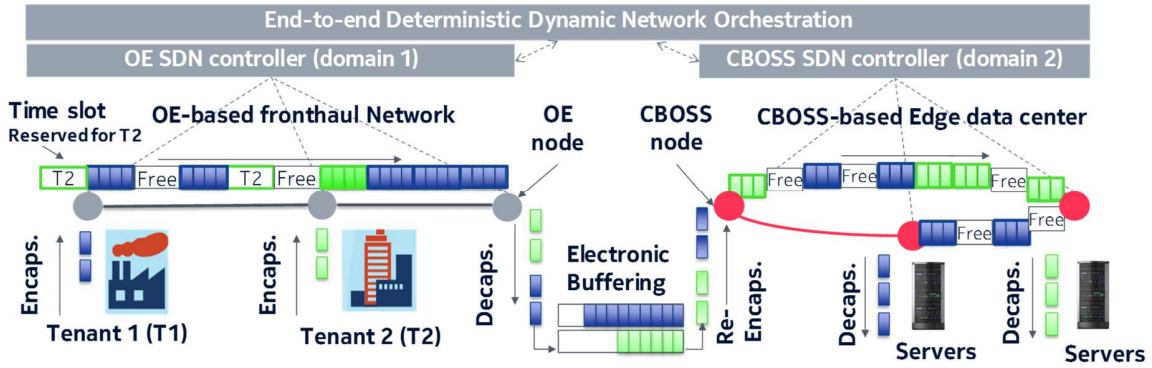 End-to-end Deterministic Dynamic Network Orchestration
OE SDN controller (domain 1)
CBOSS SDN controller (domain 2)
Time slot
Reserved for T2
OE-based fronthaul Network
OE
node
CBOSS
node
CBOSS-based Edge data center
T2
Free
T2
Free
Free
Free
Free
Free
Free
Encaps.
Encaps.
Decaps.
Electronic
Buffering
Re-
Encaps.
Decaps.
Decaps.
Tenant 1 (T1)
Tenant 2 (T2)
Servers
Servers